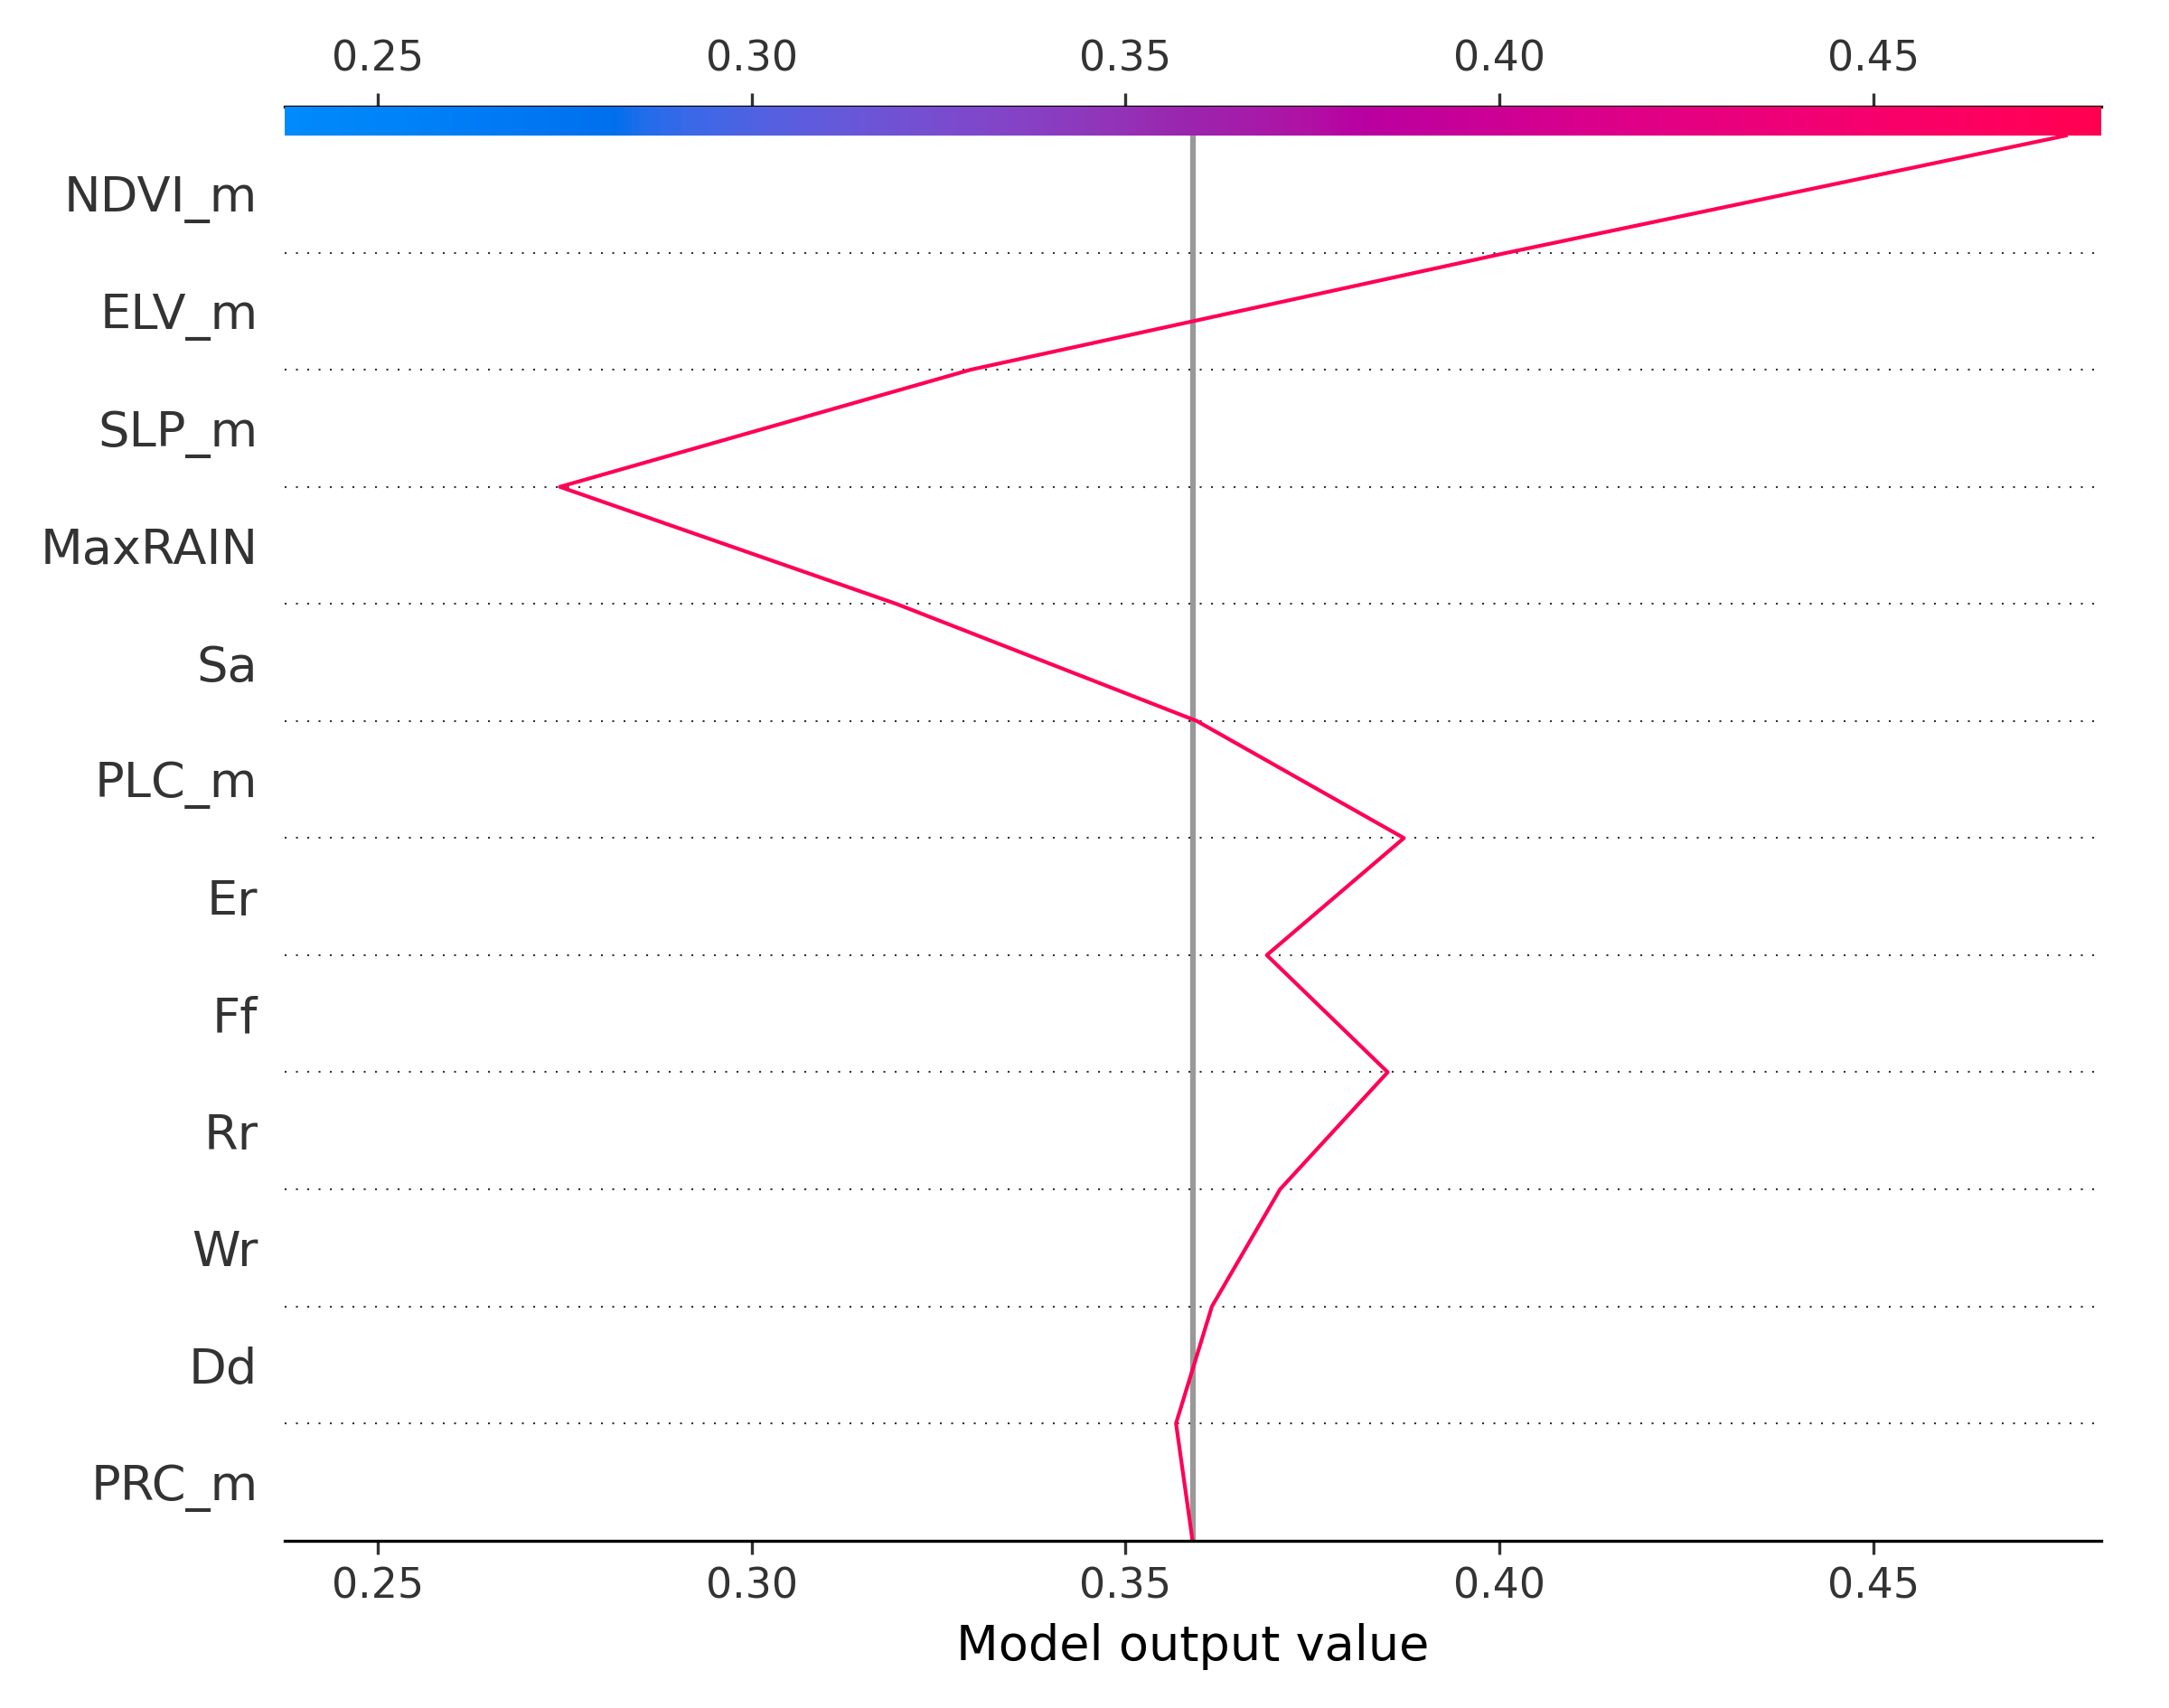 0.25 0.30 0.35 0.40 0.45
NDVI_m
ELV_m
SLP_m
MaxRAIN
Sa
PLC_m
Er
Ff
Rr
Wr
Dd
PRC_m
0.25 0.30 0.35 0.40 0.45
Model output value